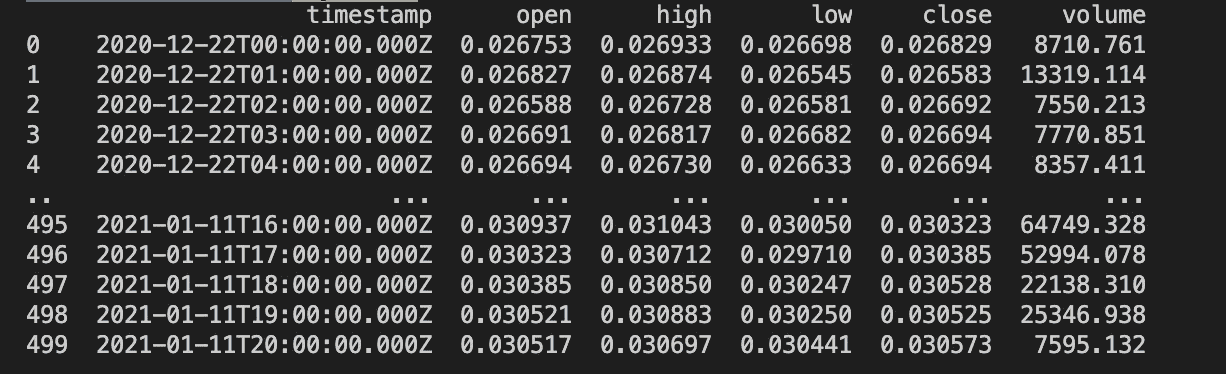 timestamp open high low close volume
0 2020-12-22T00:00:00.000Z 0.026753 0.026933 0.026698 0.026829 8710.761
1 2020-12-22T01:00:00.000Z 0.026827 0.026874 0.026545 0.026583 13319.114
2 2020-12-22T02:00:00.000Z 0.026588 0.026728 0.026581 0.026692 7550.213
3 2020-12-22T03:00:00.000Z 0.026691 0.026817 0.026682 0.026694 7770.851
4 2020-12-22T04:00:00.000Z 0.026694 0.026730 0.026633 0.026694 8357.411
.. ... ... ... ... ... ...
495 2021-01-11T16:00:00.000Z 0.030937 0.031043 0.030050 0.030323 64749.328
496 2021-01-11T17:00:00.000Z 0.030323 0.030712 0.029710 0.030385 52994.078
497 2021-01-11T18:00:00.000Z 0.030385 0.030850 0.030247 0.030528 22138.310
498 2021-01-11T19:00:00.000Z 0.030521 0.030883 0.030250 0.030525 25346.938
499 2021-01-11T20:00:00.000Z 0.030517 0.030697 0.030441 0.030573 7595.132